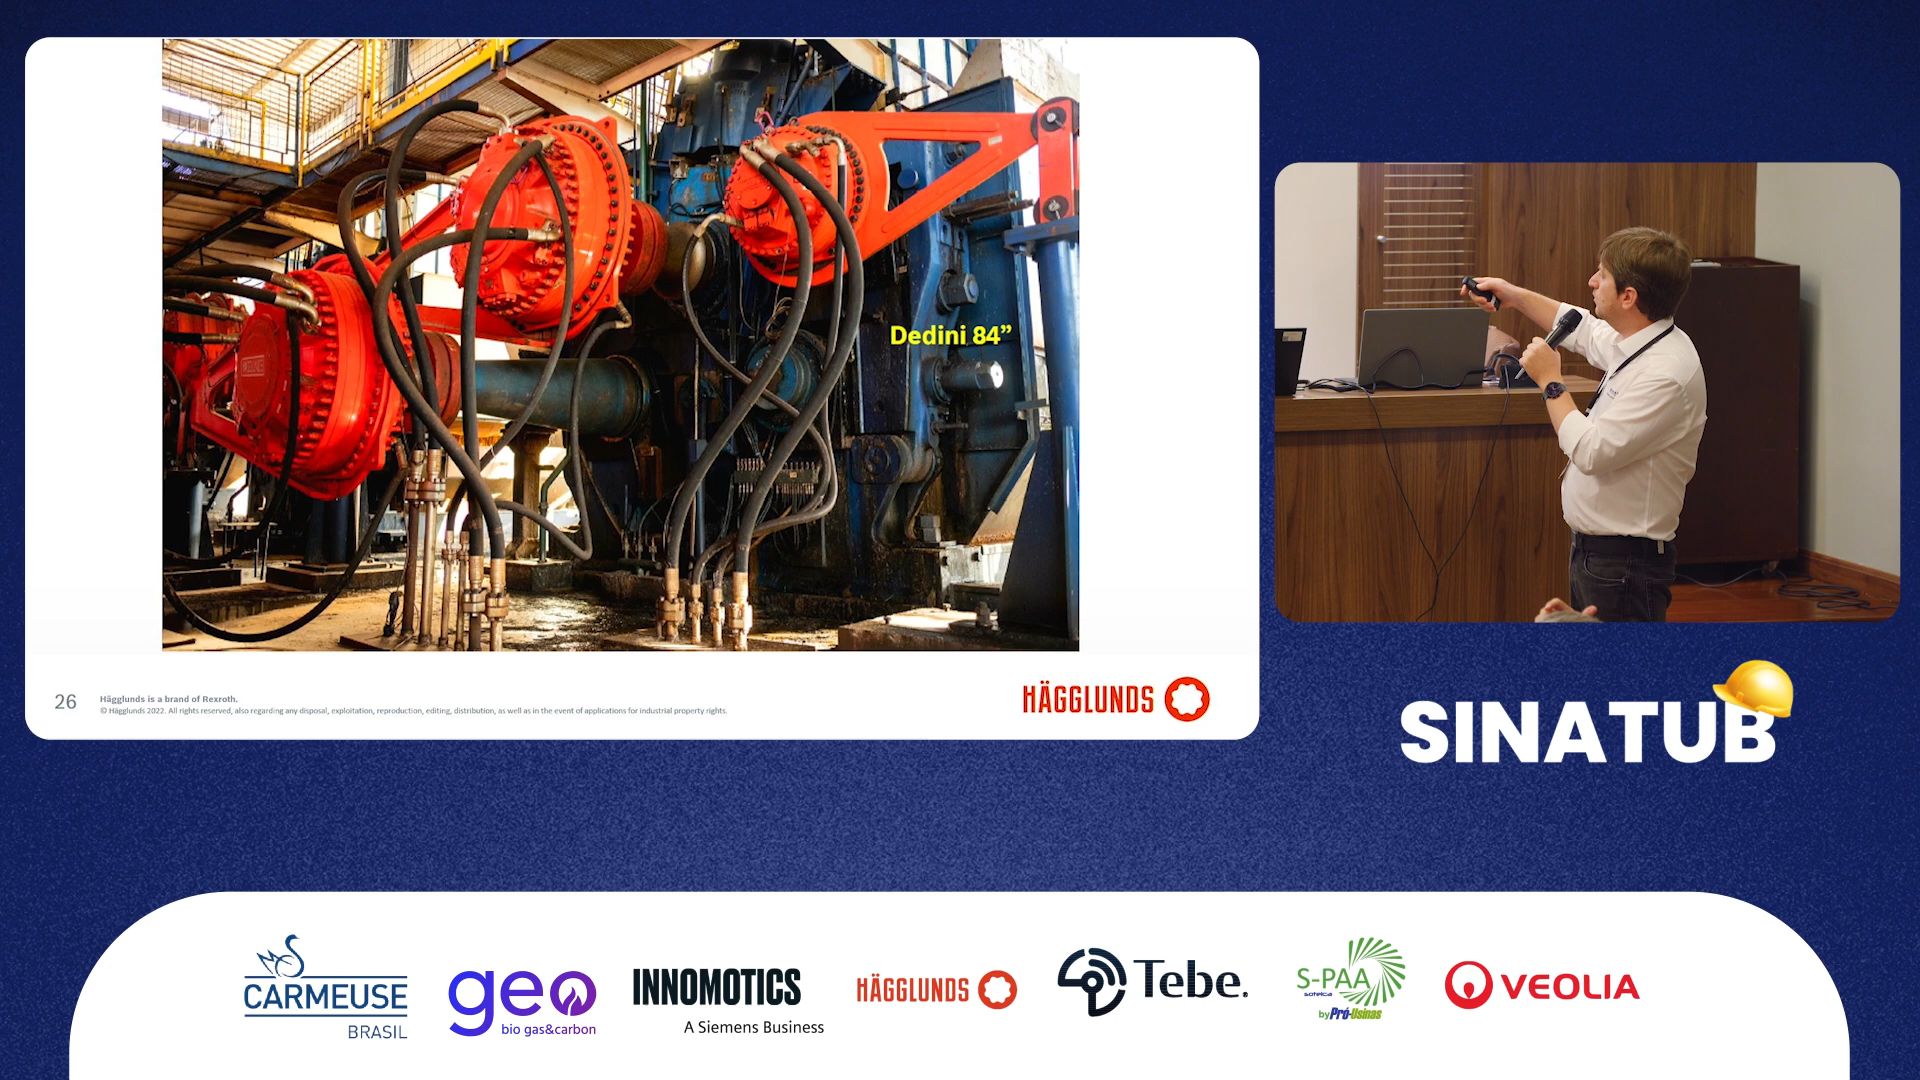 Dedini 84”
26
Hägglunds is a brand of Rexroth.
© Hägglunds 2022. All rights reserved, also regarding any disposal, exploitation, reproduction, editing, distribution, as well as in the event of applications for industrial property rights.
HÄGGLUNDS
SINATUB
CARMEUSE
BRASIL
geo
bio gas&carbon
INNOMOTICS
A Siemens Business
HÄGGLUNDS
Tebe.
S-PAA
soteica
by Pró-Usinas
VEOLIA